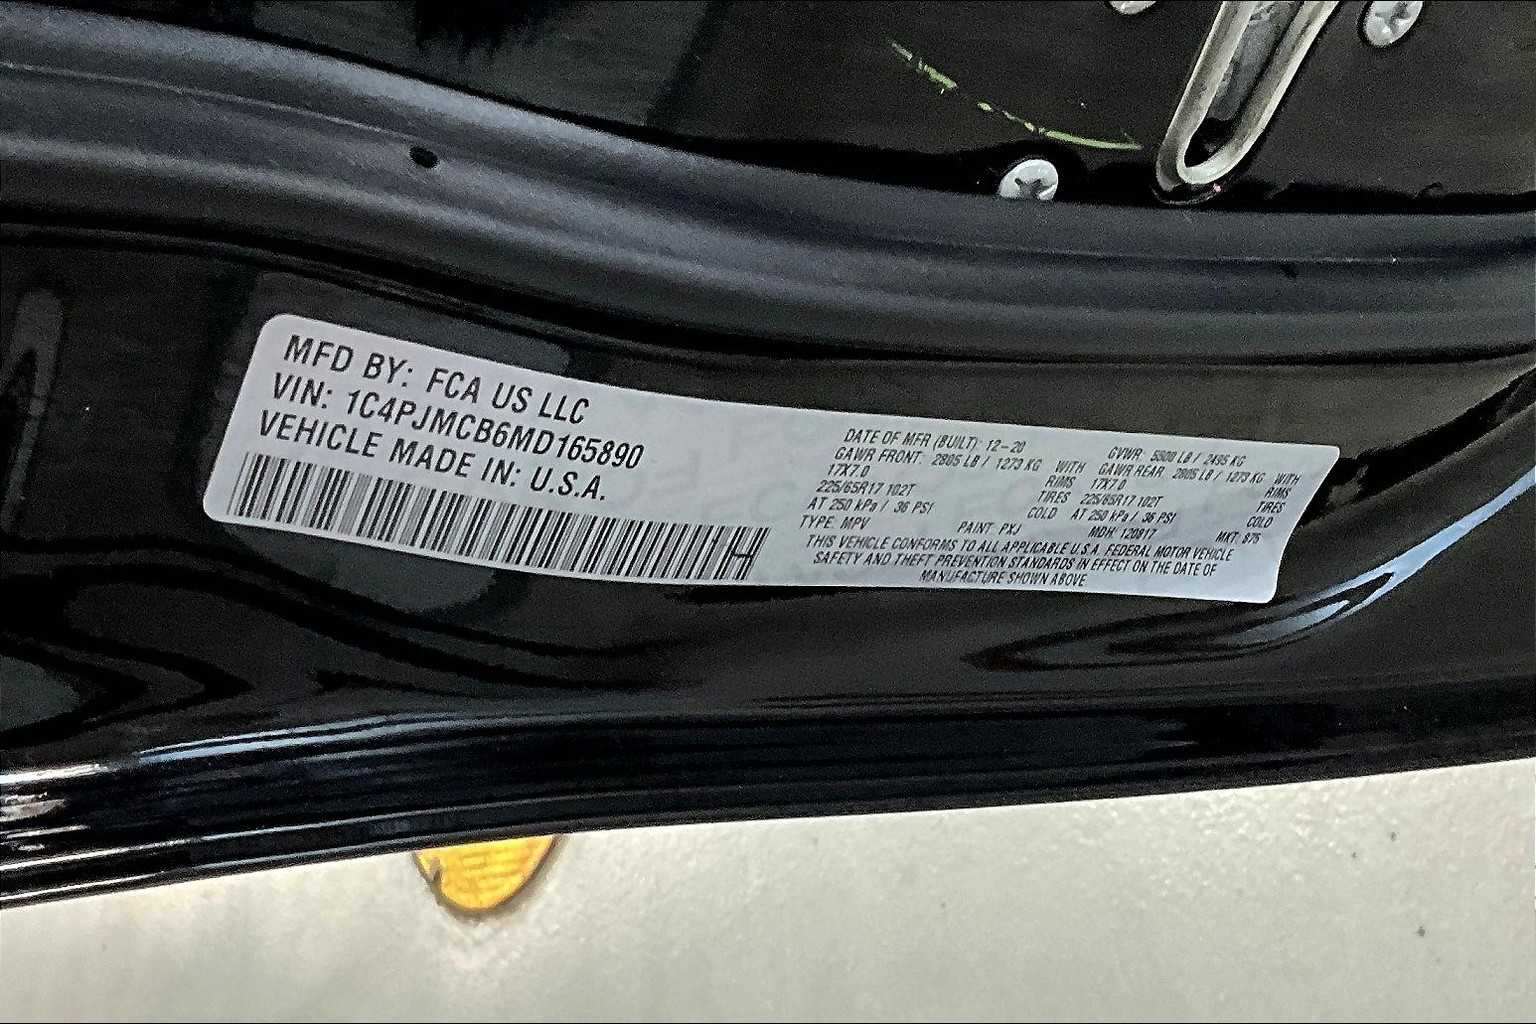 MFD BY: FCA US LLC
VIN: 1C4PJMCB6MD165890
VEHICLE MADE IN: U.S.A.
DATE OF MFR (BUILT): 12-20 GVWR: 5500 LB / 2495 KG
GAWR FRONT: 2805 LB / 1273 KG WITH GAWR REAR: 2805 LB / 1273 KG WITH
17X7.0 RIMS 17X7.0 RIMS
225/65R17 102T TIRES 225/65R17 102T TIRES
AT 250 kPa / 36 PSI COLD AT 250 kPa / 36 PSI COLD
TYPE: MPV PAINT: PXJ MDH: 120817 MKT: 875
THIS VEHICLE CONFORMS TO ALL APPLICABLE U.S.A. FEDERAL MOTOR VEHICLE
SAFETY AND THEFT PREVENTION STANDARDS IN EFFECT ON THE DATE OF
MANUFACTURE SHOWN ABOVE.